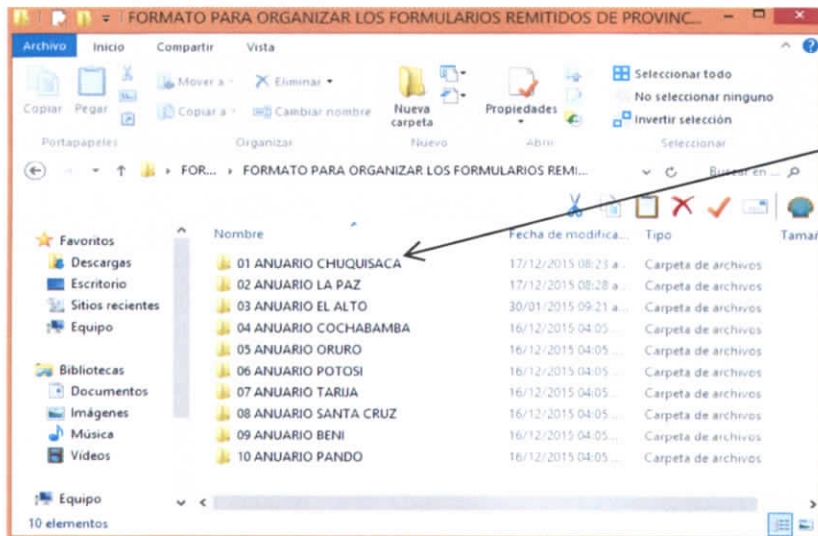 FORMATO PARA ORGANIZAR LOS FORMULARIOS REMITIDOS DE PROVINC...
Archivo Inicio Compartir Vista
Copiar Pegar Mover a Copiar a Eliminar Cambiar nombre Nueva carpeta Propiedades Seleccionar todo
No seleccionar ninguno
Invertir selección
Portapapeles Organizar Nuevo Abrir Seleccionar
FOR... FORMATO PARA ORGANIZAR LOS FORMULARIOS REMI... Buscar en ...
Nombre Fecha de modifica... Tipo Tamañ
Favoritos
Descargas
Escritorio
Sitios recientes
Equipo
Bibliotecas
Documentos
Imágenes
Música
Vídeos
Equipo
01 ANUARIO CHUQUISACA 17/12/2015 08:23 a... Carpeta de archivos
02 ANUARIO LA PAZ 17/12/2015 08:28 a... Carpeta de archivos
03 ANUARIO EL ALTO 30/01/2015 09:21 a... Carpeta de archivos
04 ANUARIO COCHABAMBA 16/12/2015 04:05 ... Carpeta de archivos
05 ANUARIO ORURO 16/12/2015 04:05 ... Carpeta de archivos
06 ANUARIO POTOSI 16/12/2015 04:05 ... Carpeta de archivos
07 ANUARIO TARIJA 16/12/2015 04:05 ... Carpeta de archivos
08 ANUARIO SANTA CRUZ 16/12/2015 04:05 ... Carpeta de archivos
09 ANUARIO BENI 16/12/2015 04:05 ... Carpeta de archivos
10 ANUARIO PANDO 16/12/2015 04:05 ... Carpeta de archivos
10 elementos